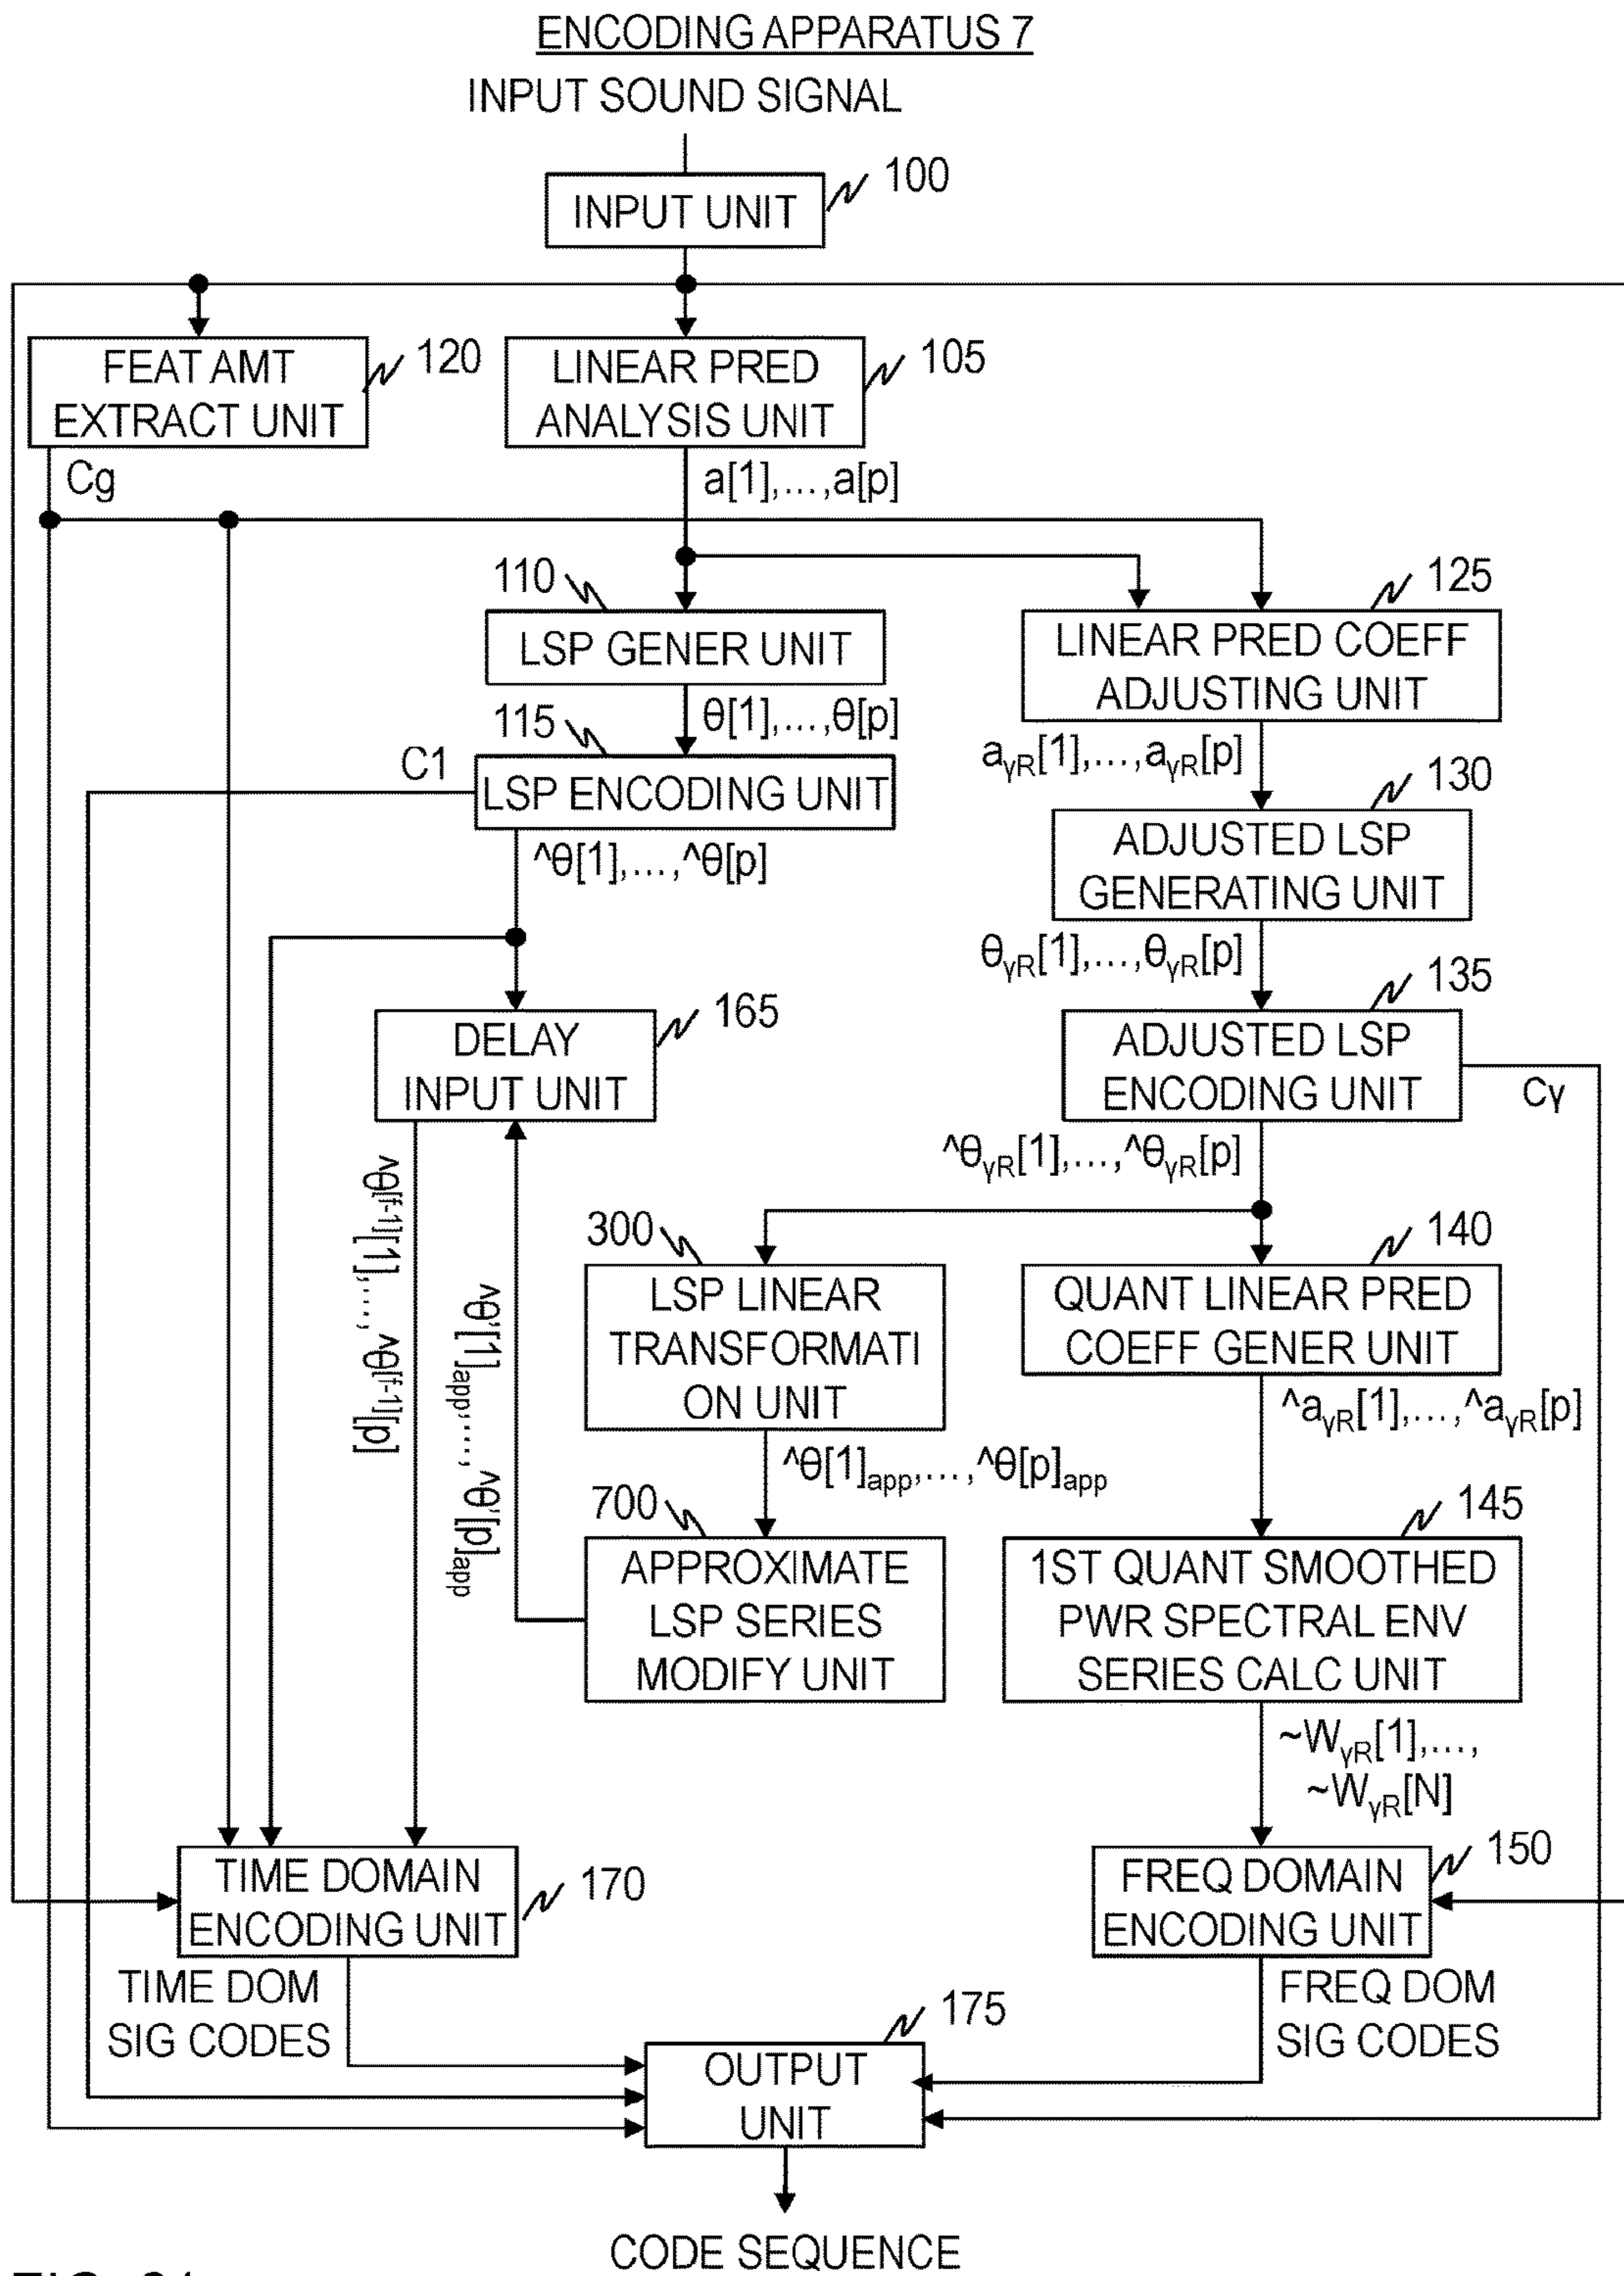 ENCODING APPARATUS 7
INPUT SOUND SIGNAL
100
INPUT UNIT
120
FEAT AMT
EXTRACT UNIT
105
LINEAR PRED
ANALYSIS UNIT
Cg
a[1],...,a[p]
110
LSP GENER UNIT
125
LINEAR PRED COEFF
ADJUSTING UNIT
θ[1],...,θ[p]
115
C1
LSP ENCODING UNIT
aγR[1],...,aγR[p]
130
ADJUSTED LSP
GENERATING UNIT
^θ[1],...,^θ[p]
θγR[1],...,θγR[p]
165
DELAY
INPUT UNIT
135
ADJUSTED LSP
ENCODING UNIT
Cγ
^θγR[1],...,^θγR[p]
^θ[f-1][1],...,^θ[f-1][p]
^θ'[1]app,...,^θ'[p]app
300
LSP LINEAR
TRANSFORMATI
ON UNIT
140
QUANT LINEAR PRED
COEFF GENER UNIT
^θ[1]app,...,^θ[p]app
^aγR[1],...,^aγR[p]
700
APPROXIMATE
LSP SERIES
MODIFY UNIT
145
1ST QUANT SMOOTHED
PWR SPECTRAL ENV
SERIES CALC UNIT
~WγR[1],...,
~WγR[N]
TIME DOMAIN
ENCODING UNIT
170
FREQ DOMAIN
ENCODING UNIT
150
TIME DOM
SIG CODES
FREQ DOM
SIG CODES
175
OUTPUT
UNIT
CODE SEQUENCE